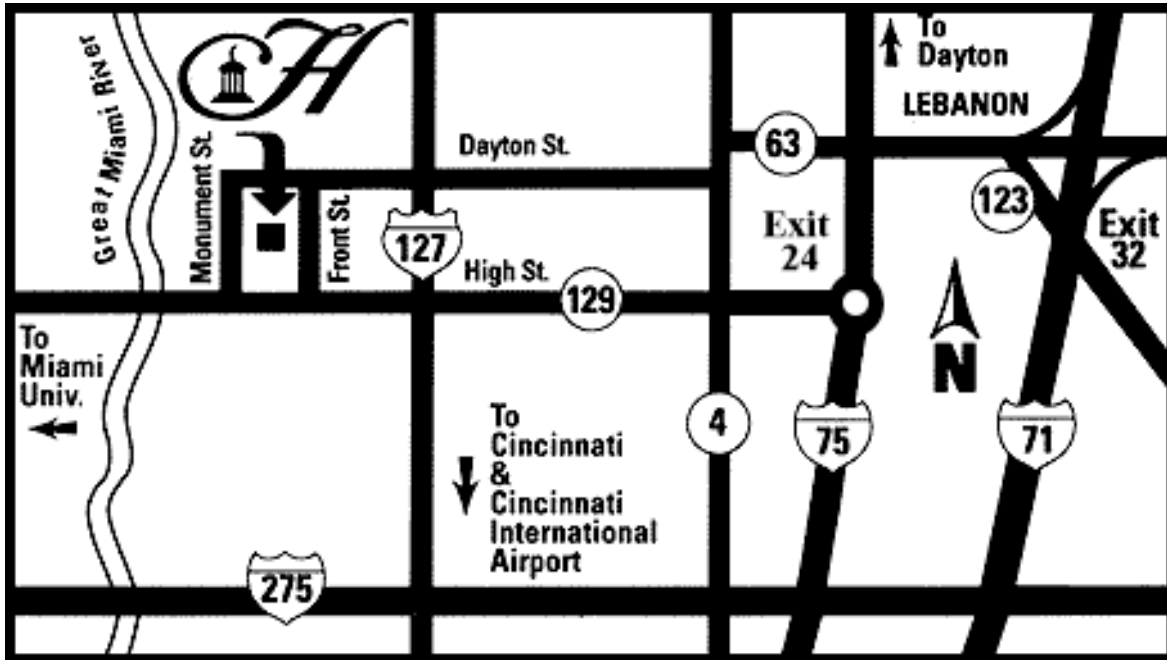 Great Miami River
H
Monument St.
Front St.
Dayton St.
127
High St.
129
63
To
Dayton
LEBANON
123
Exit
24
Exit
32
N
To
Miami
Univ.
To
Cincinnati
&
Cincinnati
International
Airport
4
75
71
275